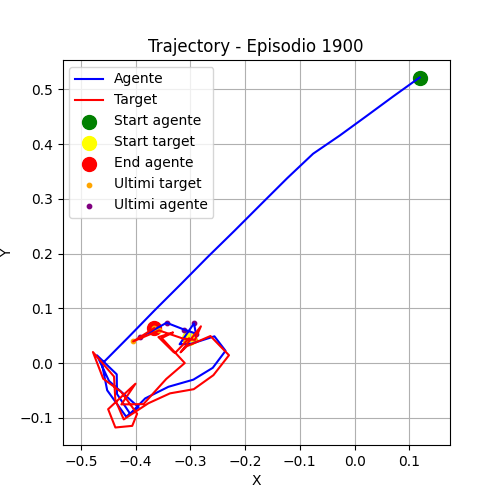 Trajectory - Episodio 1900
Agente
Target
Start agente
Start target
End agente
Ultimi target
Ultimi agente
0.5
0.4
0.3
0.2
0.1
0.0
−0.1
Y
−0.5 −0.4 −0.3 −0.2 −0.1 0.0 0.1
X